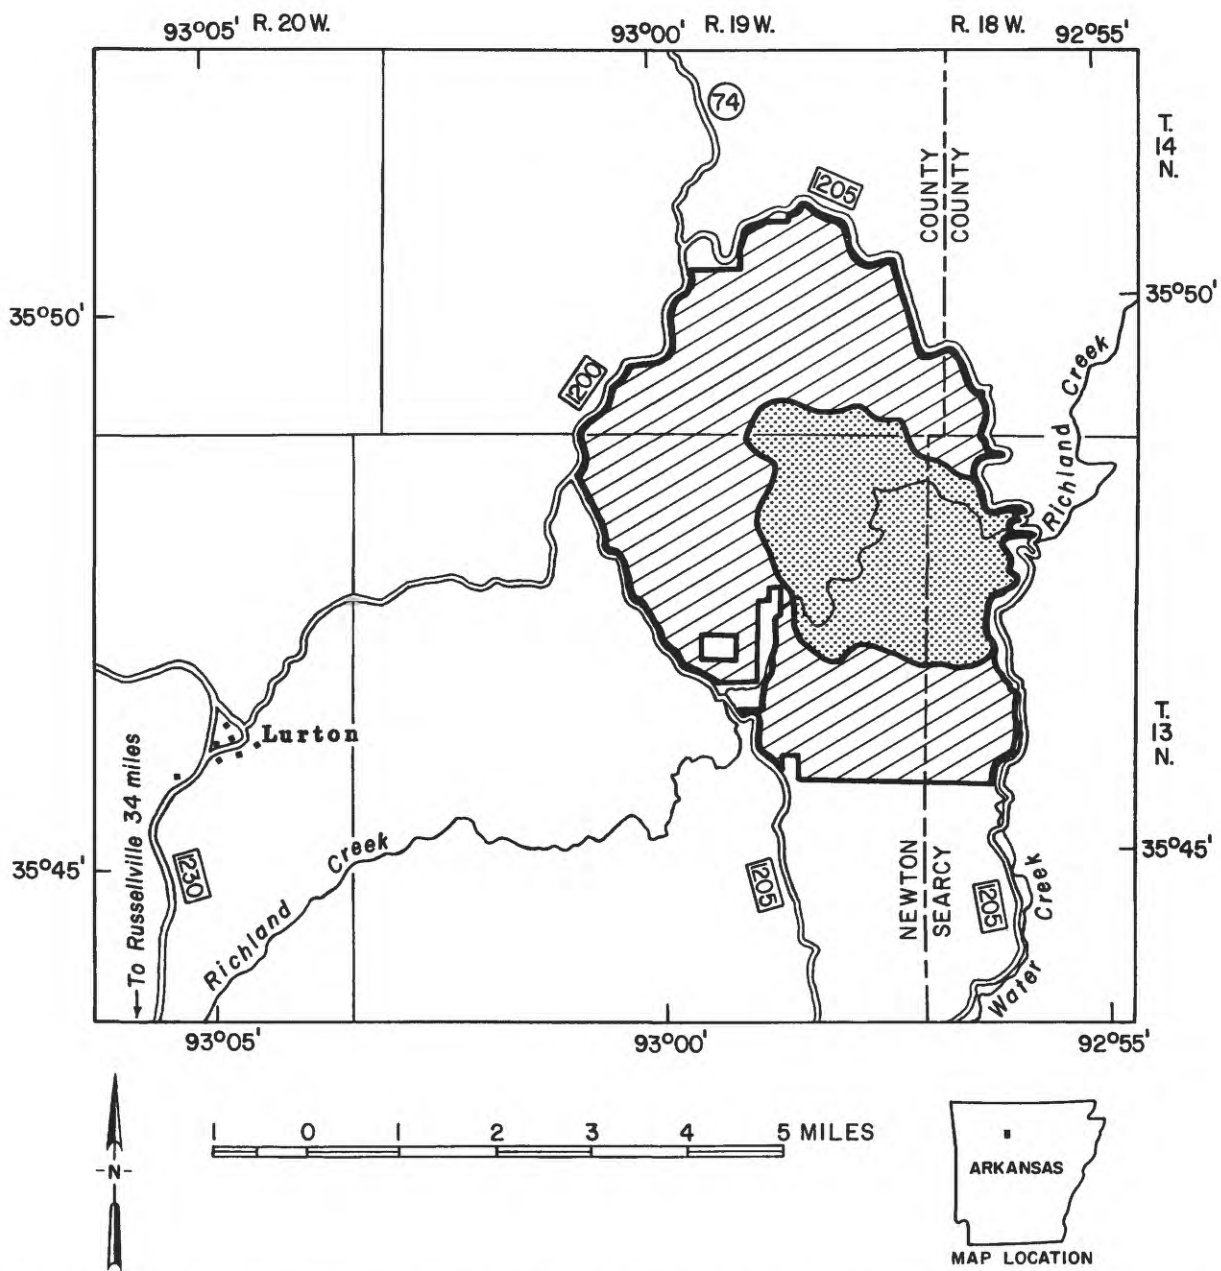 93°05' R. 20 W. 93°00' R. 19 W. R. 18 W. 92°55'
74
T. 14 N.
1205
COUNTY
COUNTY
35°50'
35°50'
1200
Richland Creek
Lurton
T. 13 N.
To Russellville 34 miles
1230
Richland Creek
35°45'
35°45'
1205
NEWTON
SEARCY
1205
Water Creek
93°05' 93°00' 92°55'
-N-
1 0 1 2 3 4 5 MILES
ARKANSAS
MAP LOCATION